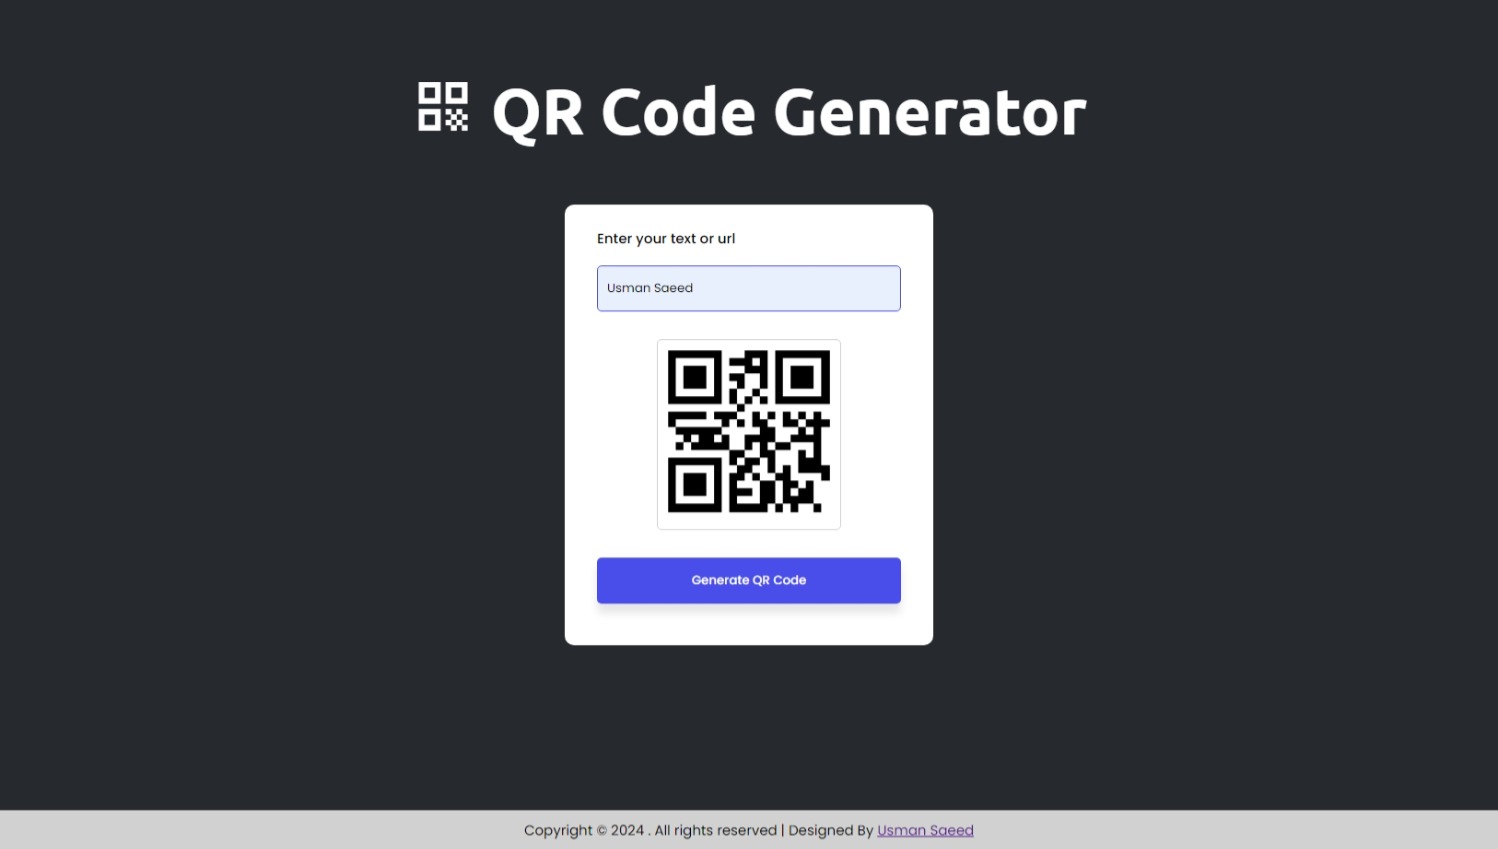 QR Code Generator
Enter your text or url
Usman Saeed
Generate QR Code
Copyright © 2024 . All rights reserved | Designed By Usman Saeed